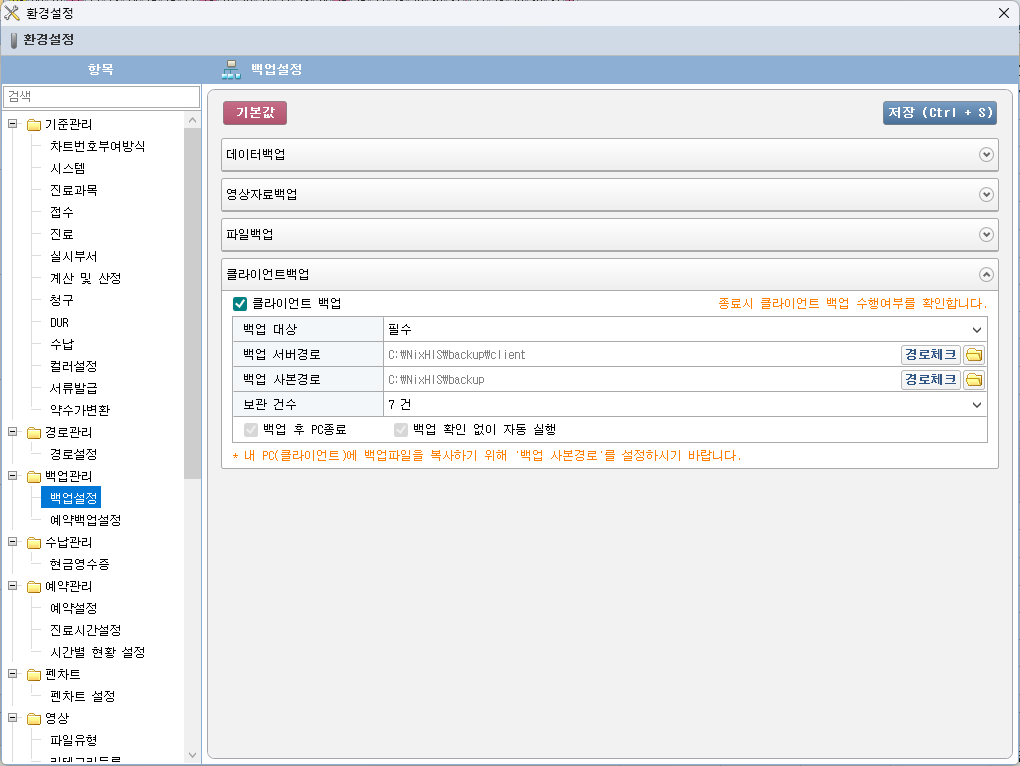 환경설정
환경설정
항목
백업설정
검색
기준관리
차트번호부여방식
시스템
진료과목
접수
진료
실시부서
계산 및 산정
청구
DUR
수납
컬러설정
서류발급
약수가변환
경로관리
경로설정
백업관리
백업설정
예약백업설정
수납관리
현금영수증
예약관리
예약설정
진료시간설정
시간별 현황 설정
펜차트
펜차트 설정
영상
파일유형
기본값
저장 (Ctrl + S)
데이터백업
영상자료백업
파일백업
클라이언트백업
클라이언트 백업 종료시 클라이언트 백업 수행여부를 확인합니다.
백업 대상 필수
백업 서버경로 C:₩NixHIS₩backup₩client 경로체크
백업 사본경로 C:₩NixHIS₩backup 경로체크
보관 건수 7 건
백업 후 PC종료 백업 확인 없이 자동 실행
* 내 PC(클라이언트)에 백업파일을 복사하기 위해 '백업 사본경로'를 설정하시기 바랍니다.